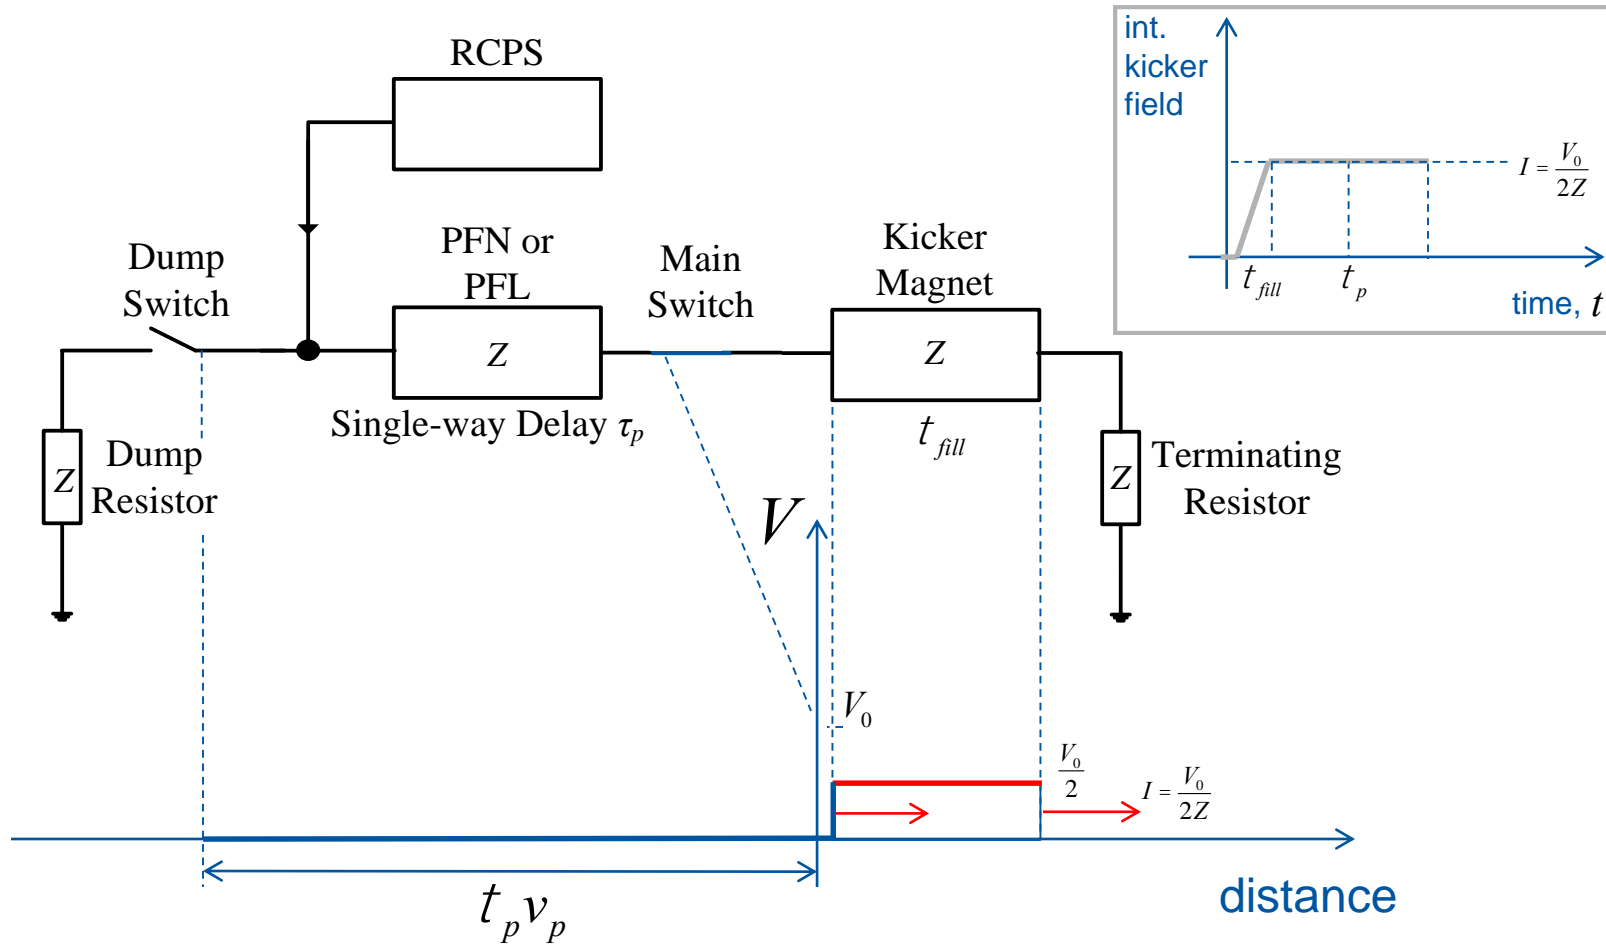 RCPS
int.
kicker
field
I = V₀/2Z
t fill
t p
time, t
Dump
Switch
PFN or
PFL
Main
Switch
Kicker
Magnet
Z
Z
Single-way Delay τp
t fill
Z
Dump
Resistor
Z
Terminating
Resistor
V
V₀
V₀/2
I = V₀/2Z
t p v p
distance